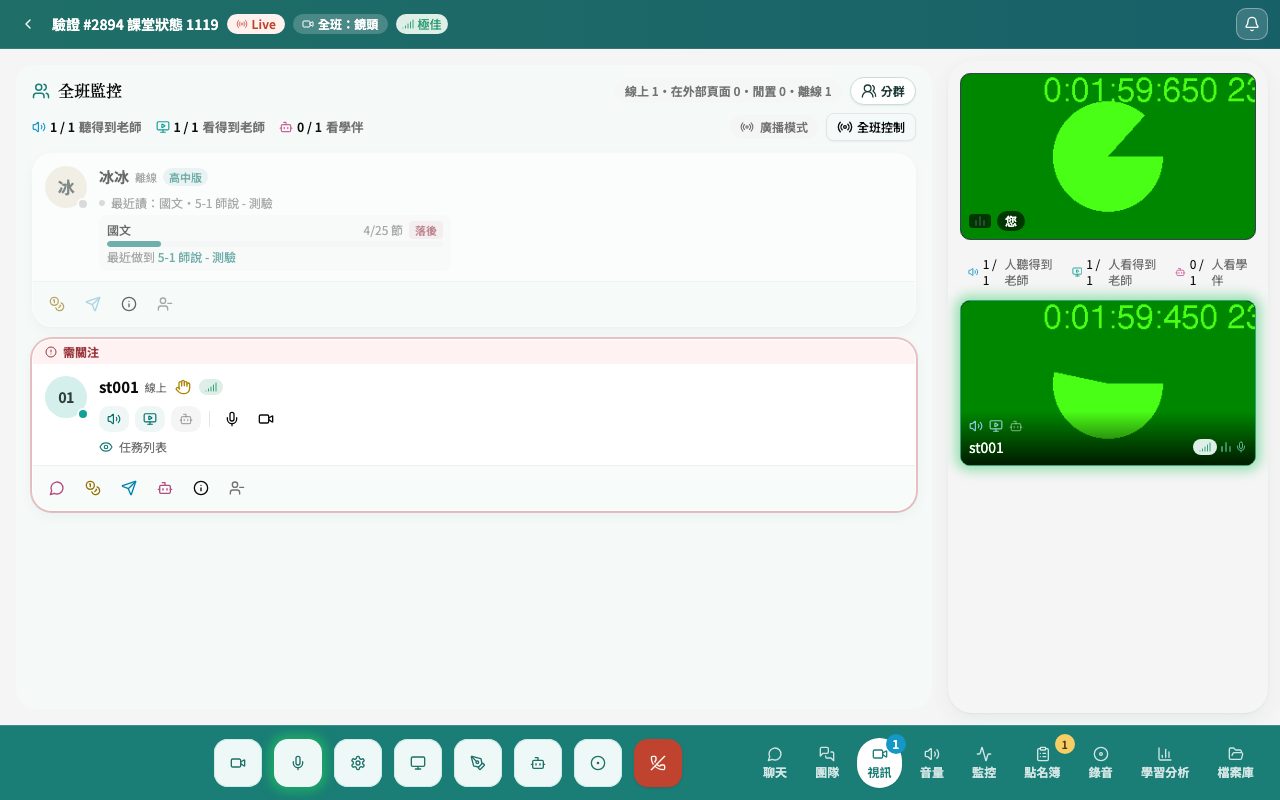 驗證 #2894 課堂狀態 1119 Live 全班：鏡頭 極佳
全班監控
線上 1・在外部頁面 0・閒置 0・離線 1 分群
1 / 1 聽得到老師 1 / 1 看得到老師 0 / 1 看學伴
廣播模式 全班控制
冰 冰冰 離線 高中版
最近讀：國文・5-1 師說 - 測驗
國文 4/25 節 落後
最近做到 5-1 師說 - 測驗
需關注
01 st001 線上
任務列表
0:01:59:650 23
您
1 / 1 人聽得到老師 1 / 1 人看得到老師 0 / 1 人看學伴
0:01:59:450 23
st001
聊天 團隊 視訊 1 音量 監控 點名簿 1 錄音 學習分析 檔案庫